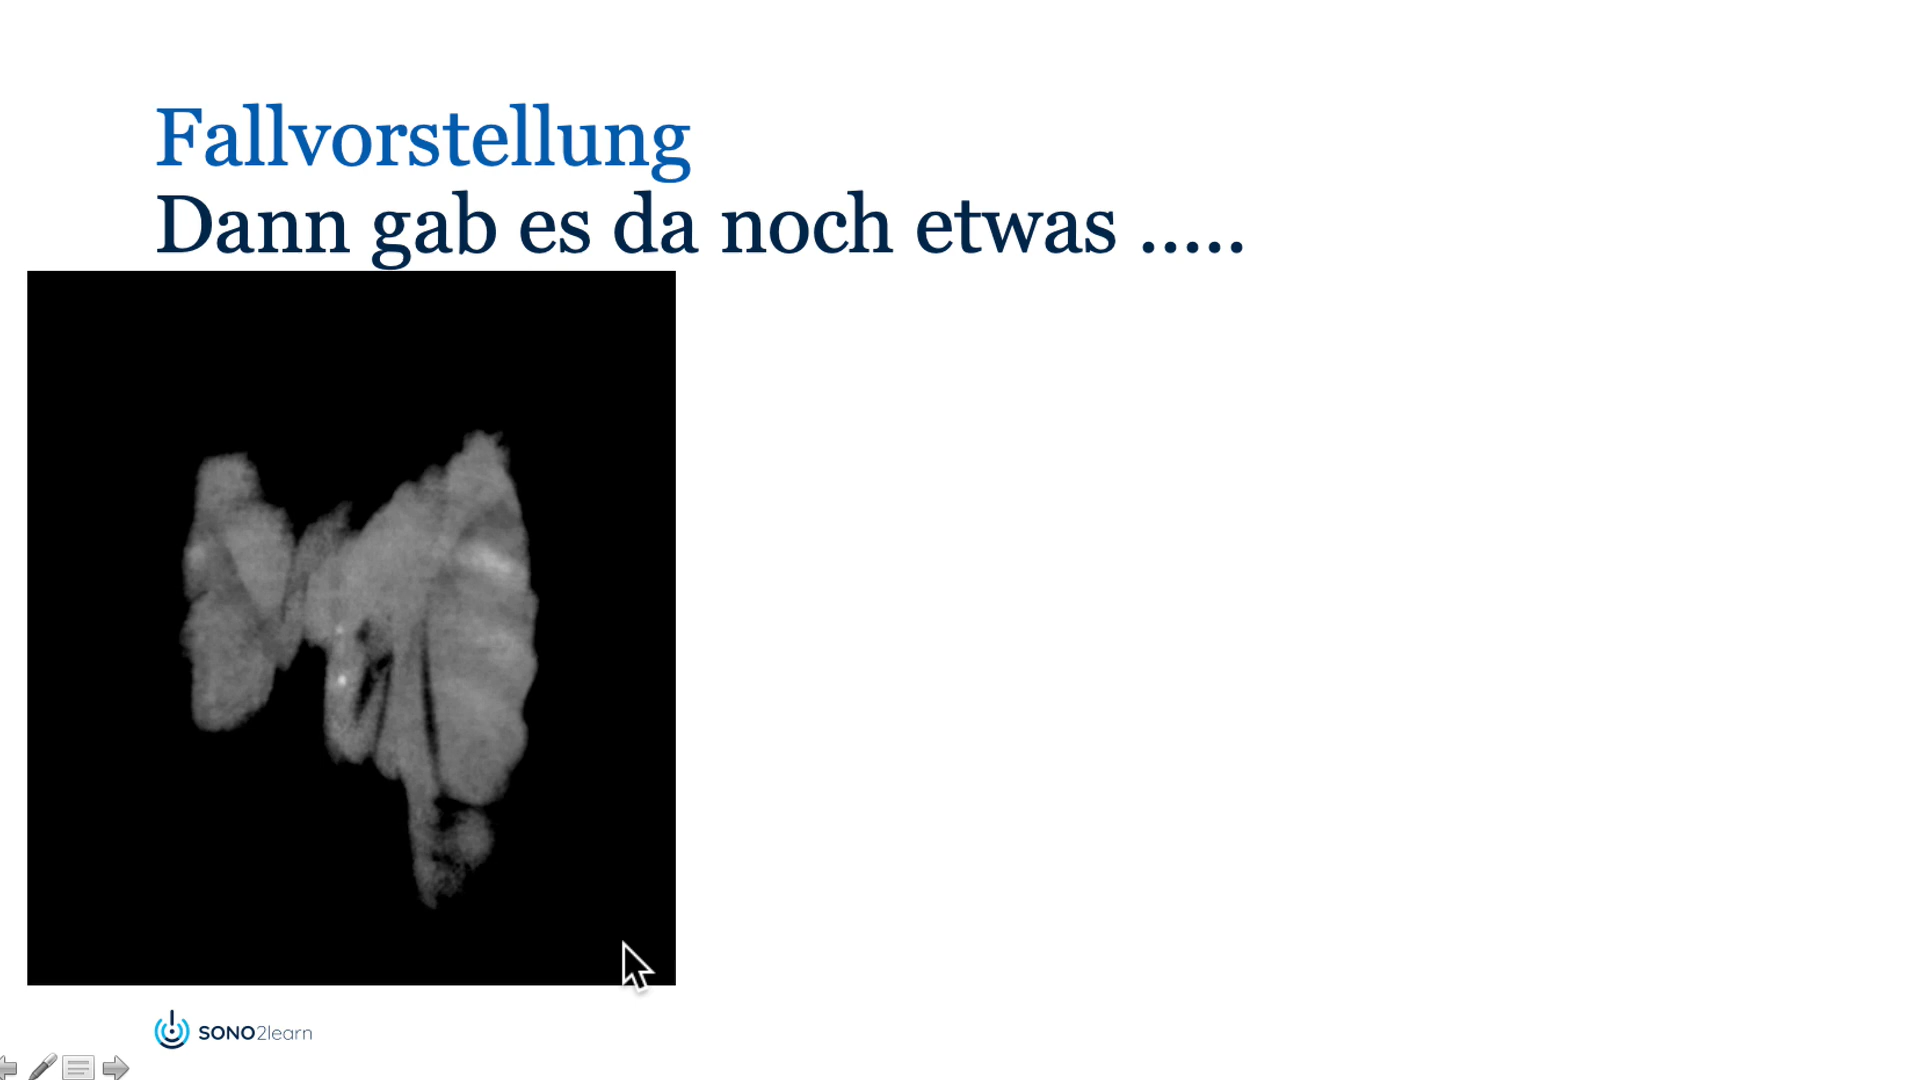 Fallvorstellung
Dann gab es da noch etwas .....
SONO2learn